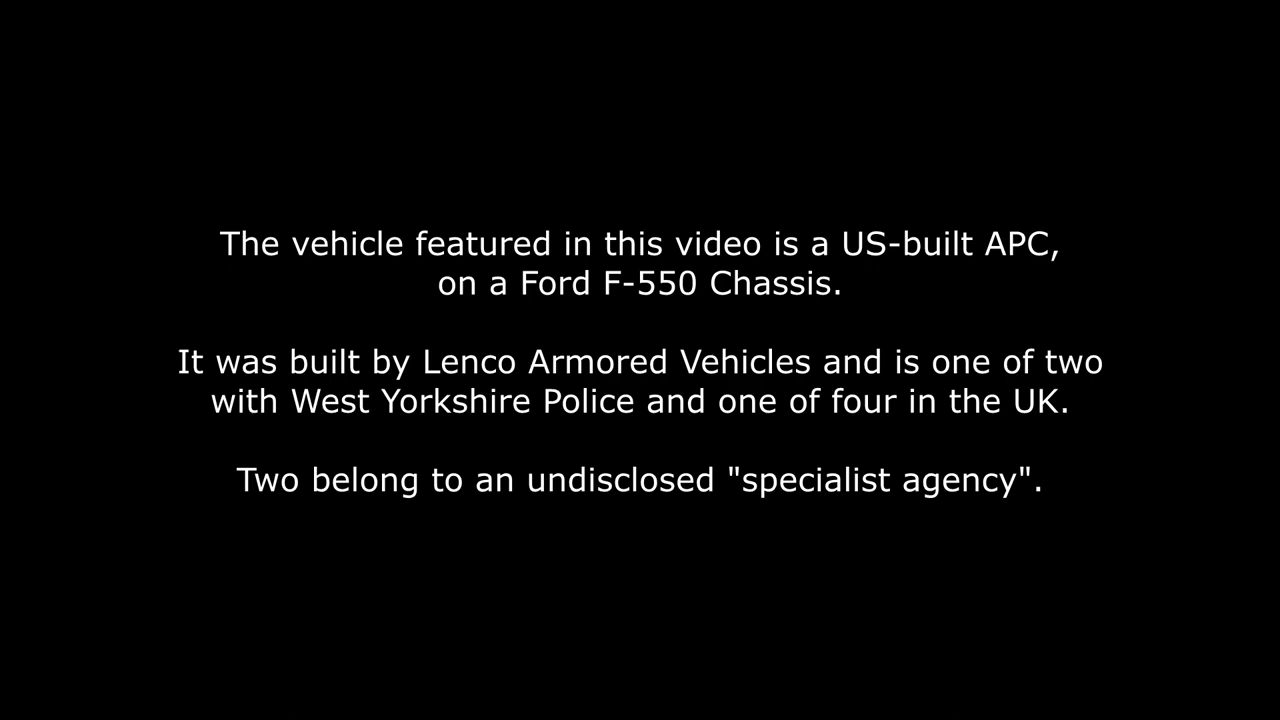 The vehicle featured in this video is a US-built APC,
on a Ford F-550 Chassis.
It was built by Lenco Armored Vehicles and is one of two
with West Yorkshire Police and one of four in the UK.
Two belong to an undisclosed "specialist agency".